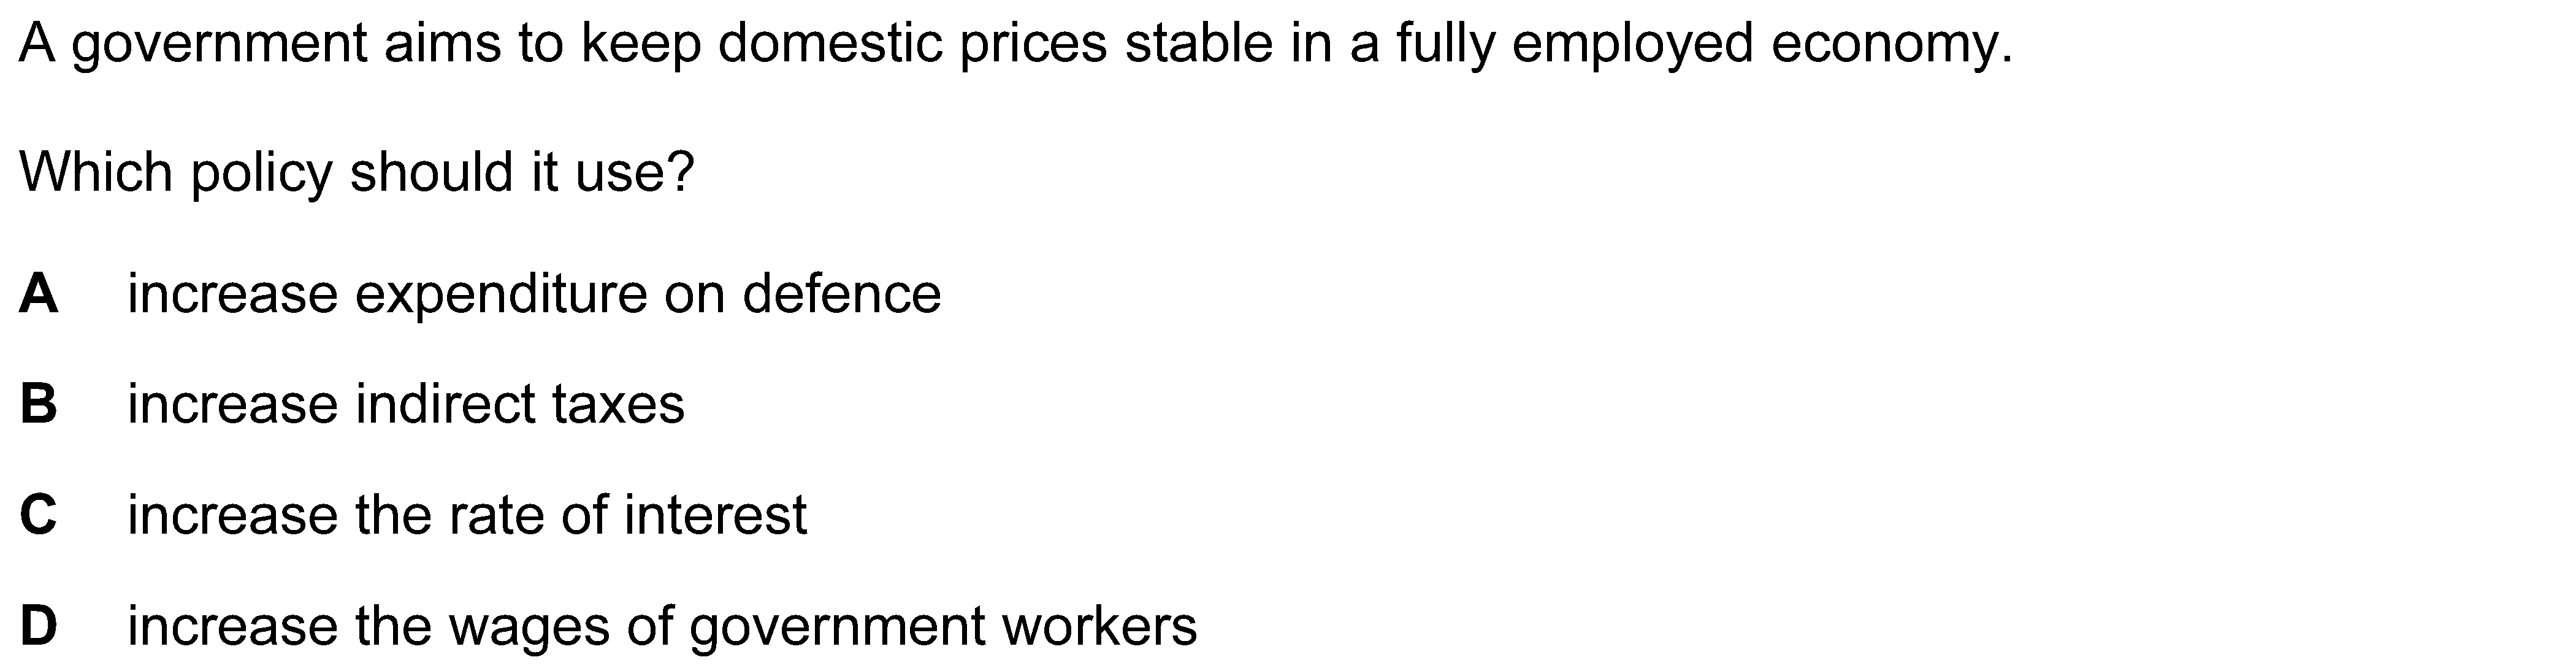 A government aims to keep domestic prices stable in a fully employed economy.
Which policy should it use?
A increase expenditure on defence
B increase indirect taxes
C increase the rate of interest
D increase the wages of government workers